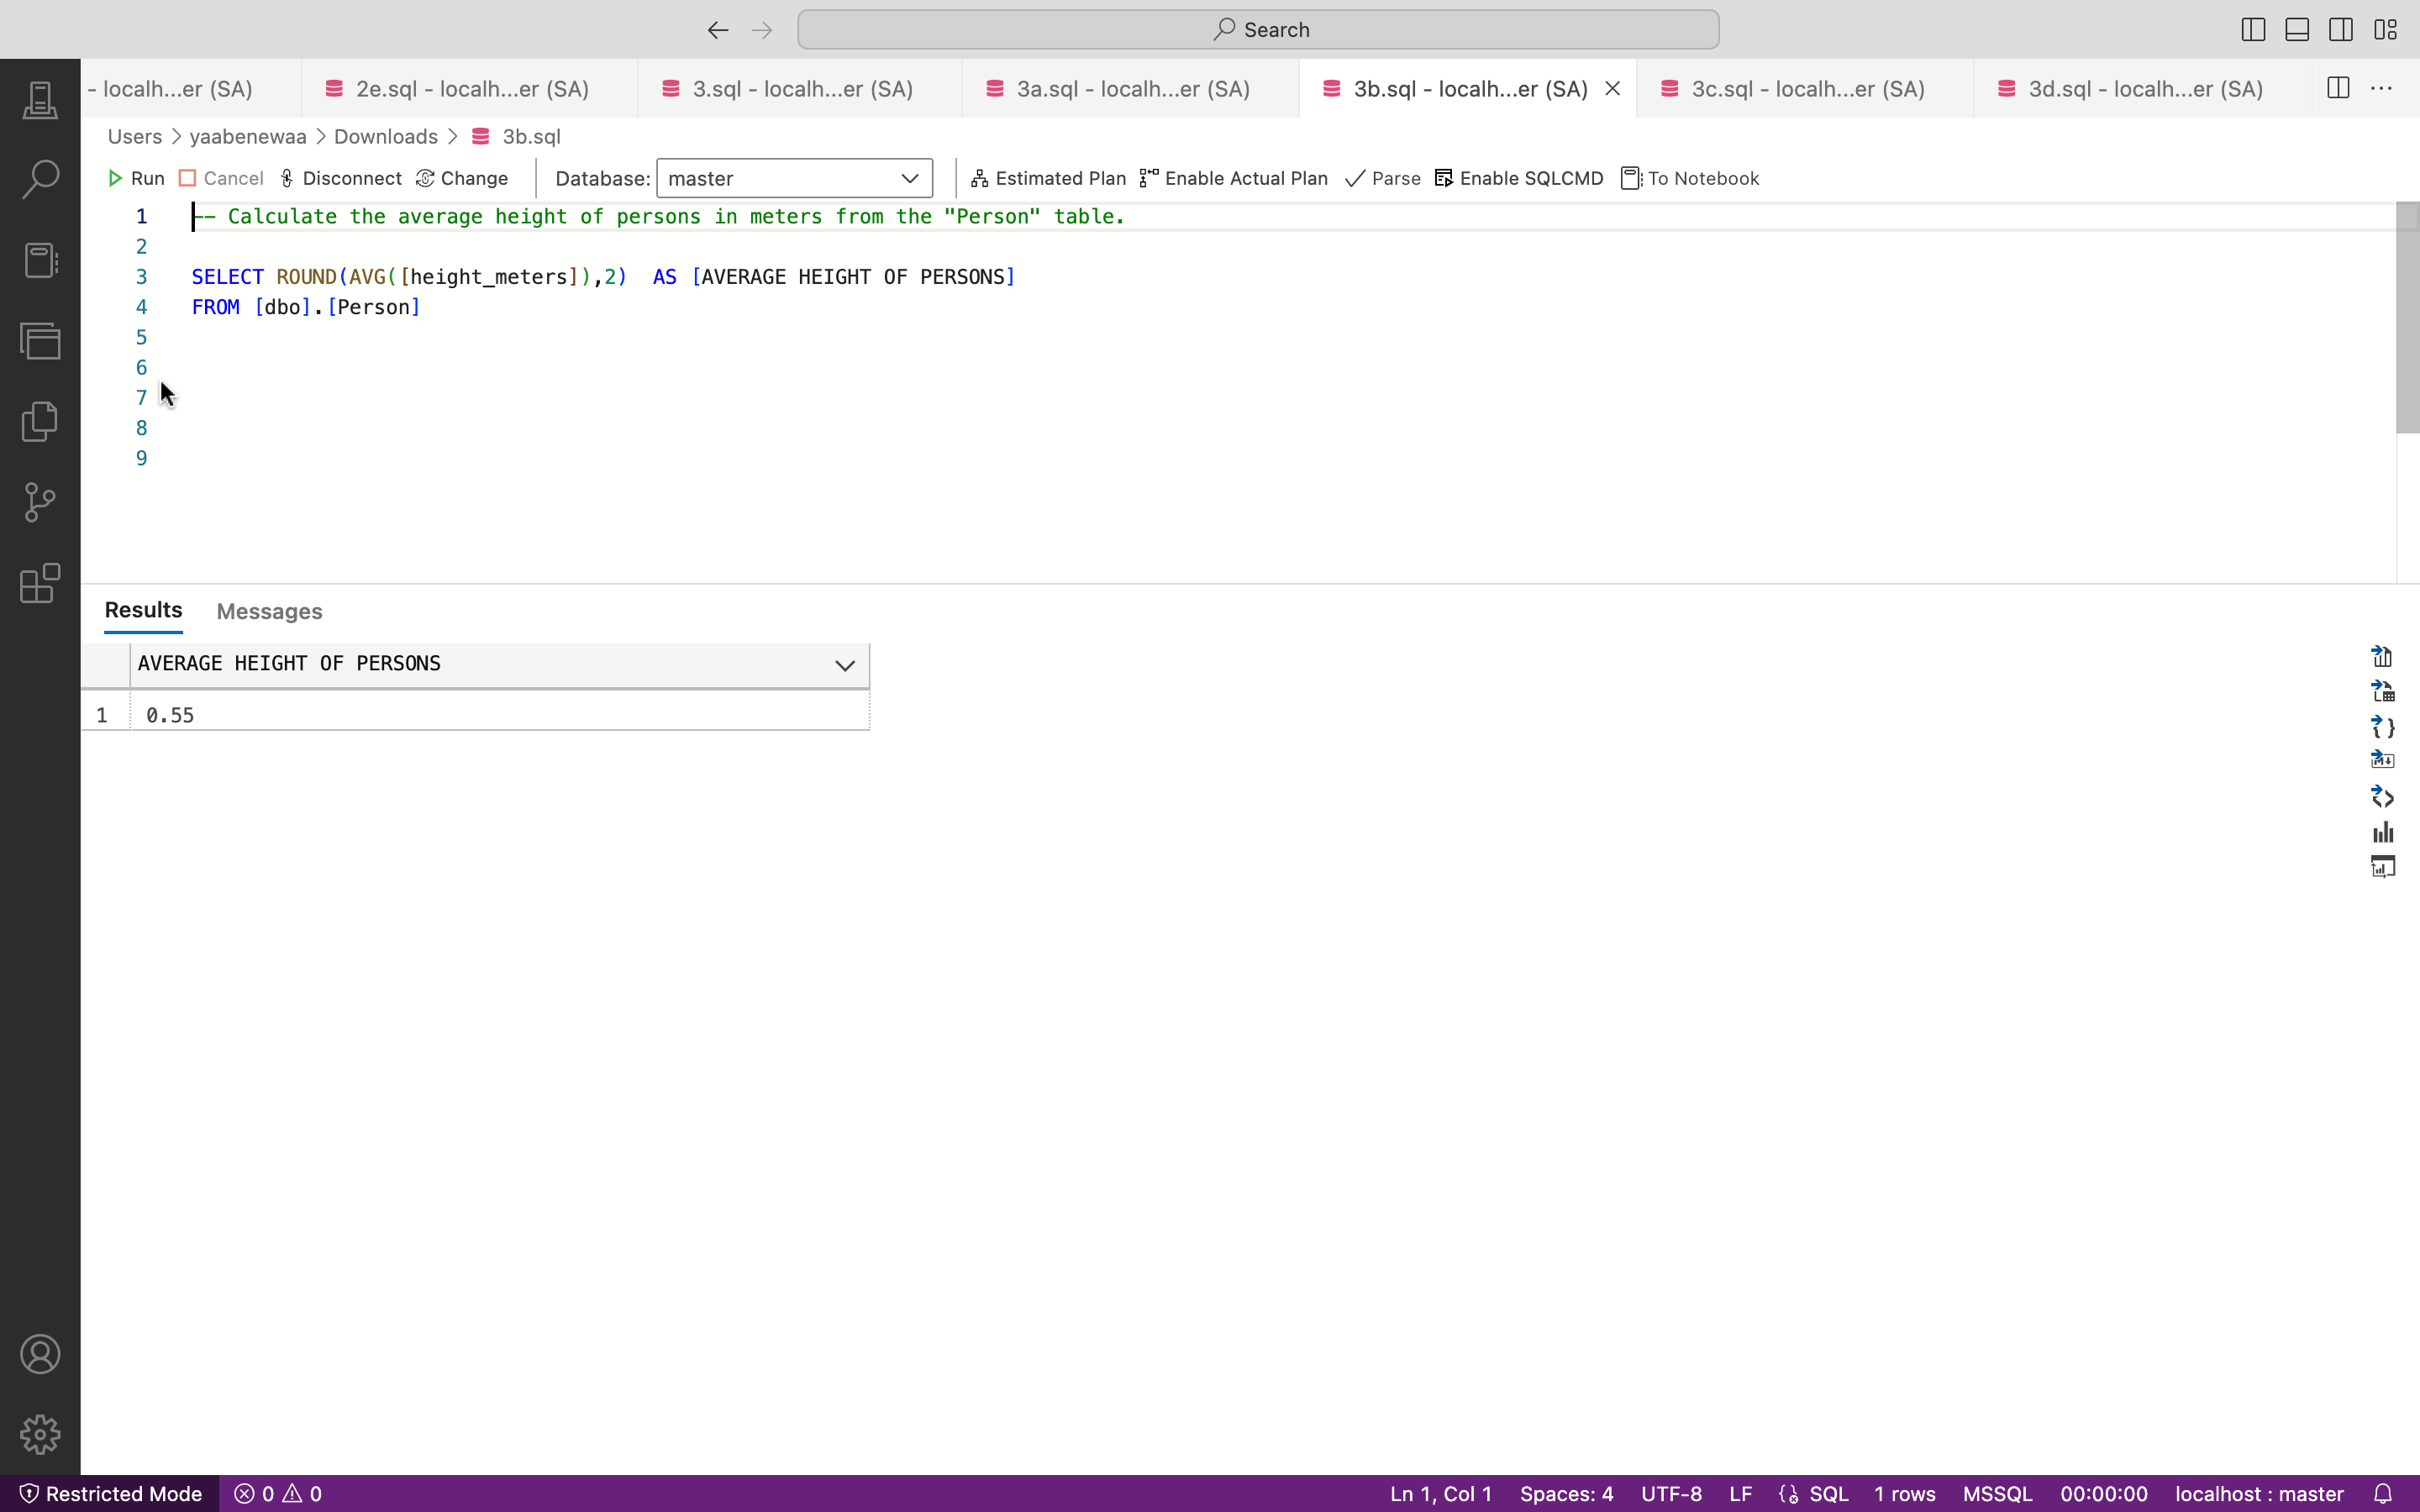 Search
- localh...er (SA)
2e.sql - localh...er (SA)
3.sql - localh...er (SA)
3a.sql - localh...er (SA)
3b.sql - localh...er (SA)
3c.sql - localh...er (SA)
3d.sql - localh...er (SA)
Users > yaabenewaa > Downloads > 3b.sql
Run Cancel Disconnect Change Database: master Estimated Plan Enable Actual Plan Parse Enable SQLCMD To Notebook
1 -- Calculate the average height of persons in meters from the "Person" table.
2
3 SELECT ROUND(AVG([height_meters]),2)  AS [AVERAGE HEIGHT OF PERSONS]
4 FROM [dbo].[Person]
5
6
7
8
9
Results Messages
AVERAGE HEIGHT OF PERSONS
1 0.55
Restricted Mode 0 0 Ln 1, Col 1 Spaces: 4 UTF-8 LF SQL 1 rows MSSQL 00:00:00 localhost : master